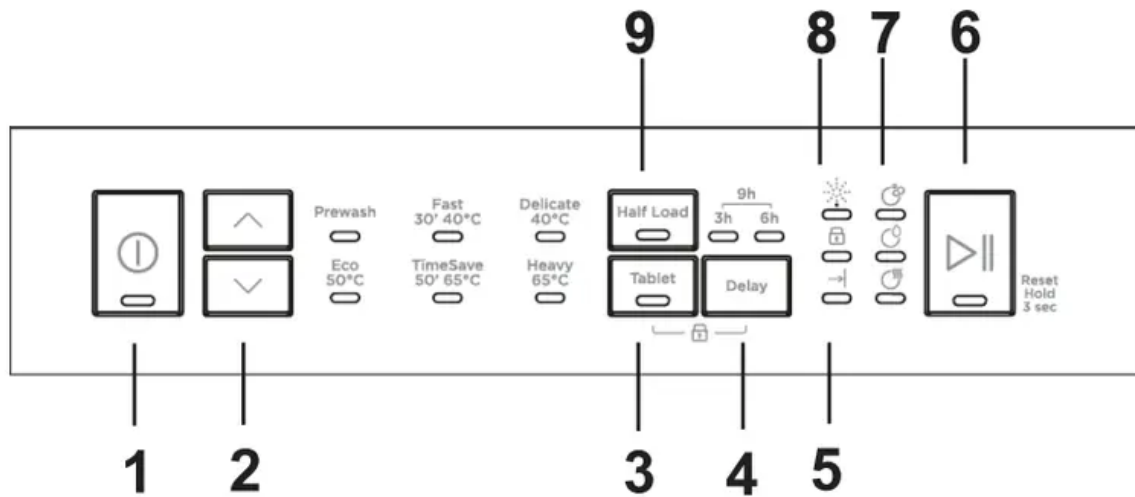 9 8 7 6
9h
Prewash Fast Delicate Half Load 3h 6h
30' 40°C 40°C
Eco TimeSave Heavy Tablet Delay
50°C 50' 65°C 65°C
Reset
Hold
3 sec
1 2 3 4 5